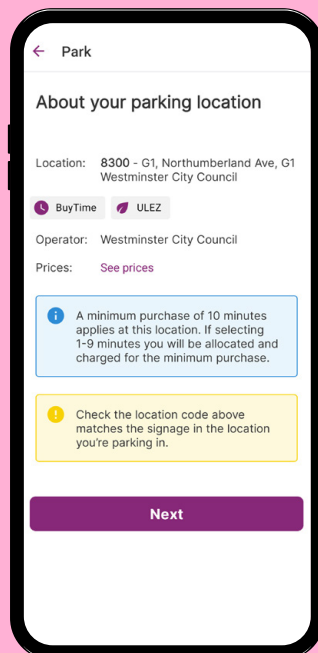 Park
About your parking location
Location: 8300 - G1, Northumberland Ave, G1
Westminster City Council
BuyTime ULEZ
Operator: Westminster City Council
Prices: See prices
A minimum purchase of 10 minutes
applies at this location. If selecting
1-9 minutes you will be allocated and
charged for the minimum purchase.
Check the location code above
matches the signage in the location
you're parking in.
Next